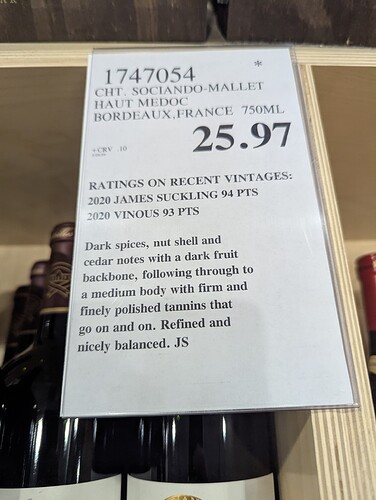 1747054 *
CHT. SOCIANDO-MALLET
HAUT MEDOC
BORDEAUX,FRANCE 750ML
25.97
+CRV .10
RATINGS ON RECENT VINTAGES:
2020 JAMES SUCKLING 94 PTS
2020 VINOUS 93 PTS
Dark spices, nut shell and
cedar notes with a dark fruit
backbone, following through to
a medium body with firm and
finely polished tannins that
go on and on. Refined and
nicely balanced. JS